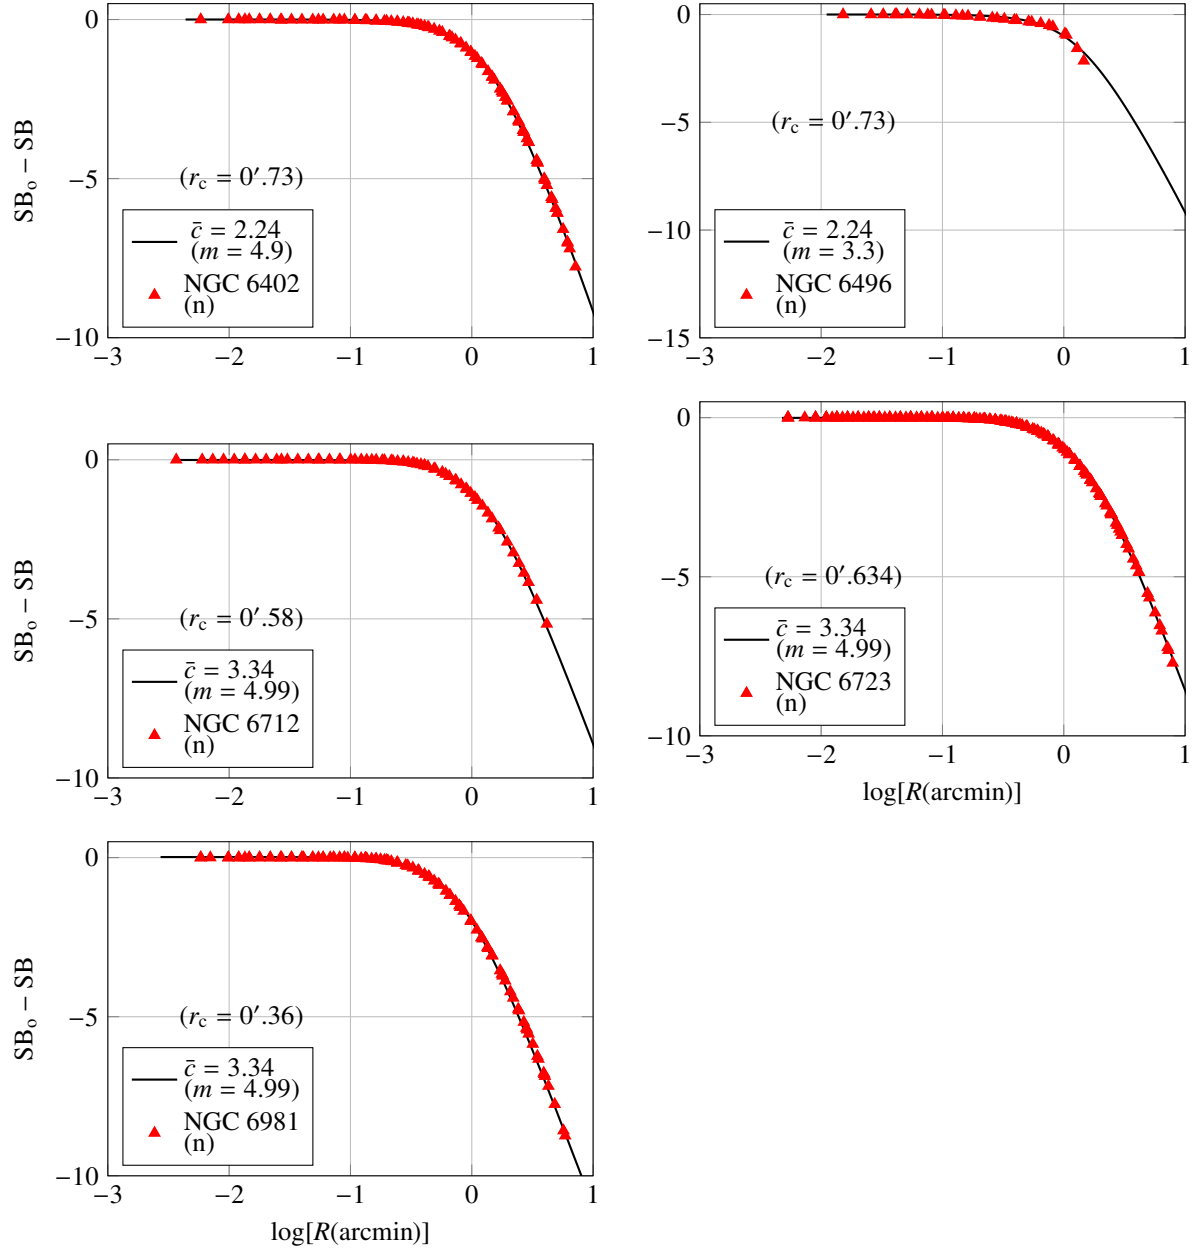 0
−5
−10
SBₒ − SB
(r_c = 0′.73)
c̄ = 2.24
(m = 4.9)
NGC 6402
(n)
−3 −2 −1 0 1
0
−5
−10
−15
(r_c = 0′.73)
c̄ = 2.24
(m = 3.3)
NGC 6496
(n)
−3 −2 −1 0 1
0
−5
−10
SBₒ − SB
(r_c = 0′.58)
c̄ = 3.34
(m = 4.99)
NGC 6712
(n)
−3 −2 −1 0 1
0
−5
−10
(r_c = 0′.634)
c̄ = 3.34
(m = 4.99)
NGC 6723
(n)
−3 −2 −1 0 1
log[R(arcmin)]
0
−5
−10
SBₒ − SB
(r_c = 0′.36)
c̄ = 3.34
(m = 4.99)
NGC 6981
(n)
−3 −2 −1 0 1
log[R(arcmin)]